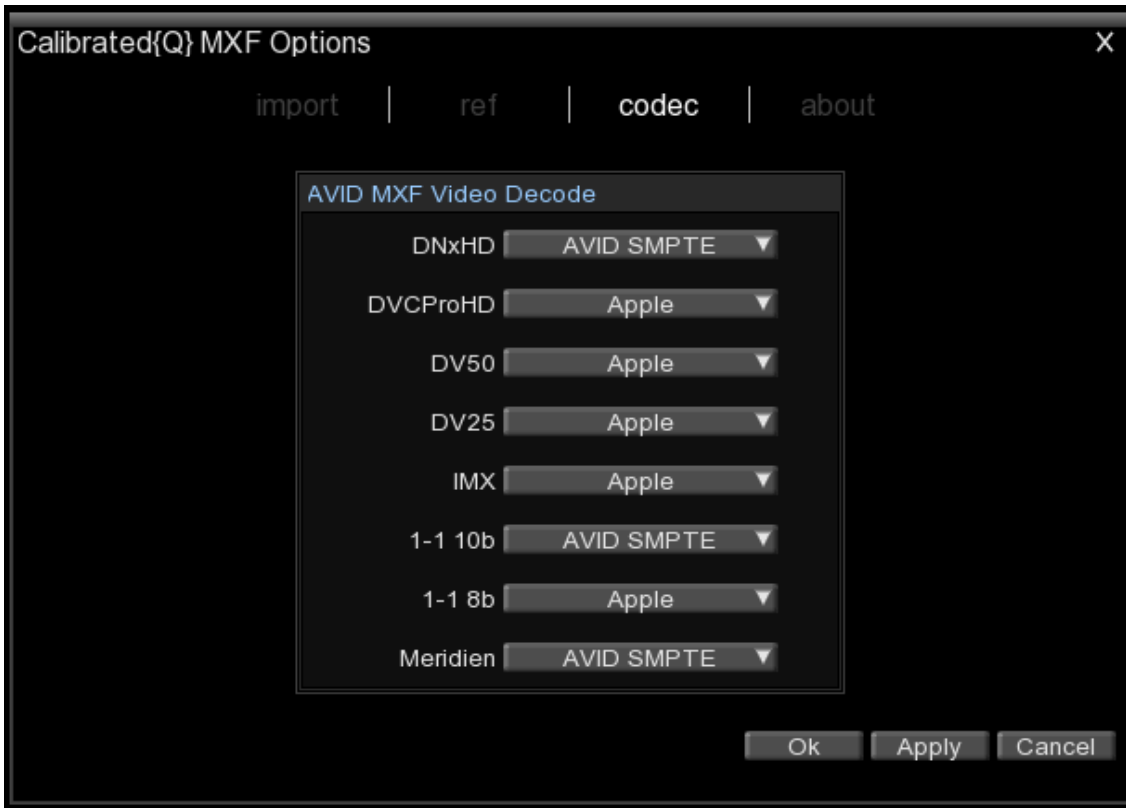 Calibrated{Q} MXF Options X
import | ref | codec | about
AVID MXF Video Decode
DNxHD AVID SMPTE ▼
DVCProHD Apple ▼
DV50 Apple ▼
DV25 Apple ▼
IMX Apple ▼
1-1 10b AVID SMPTE ▼
1-1 8b Apple ▼
Meridien AVID SMPTE ▼
Ok Apply Cancel